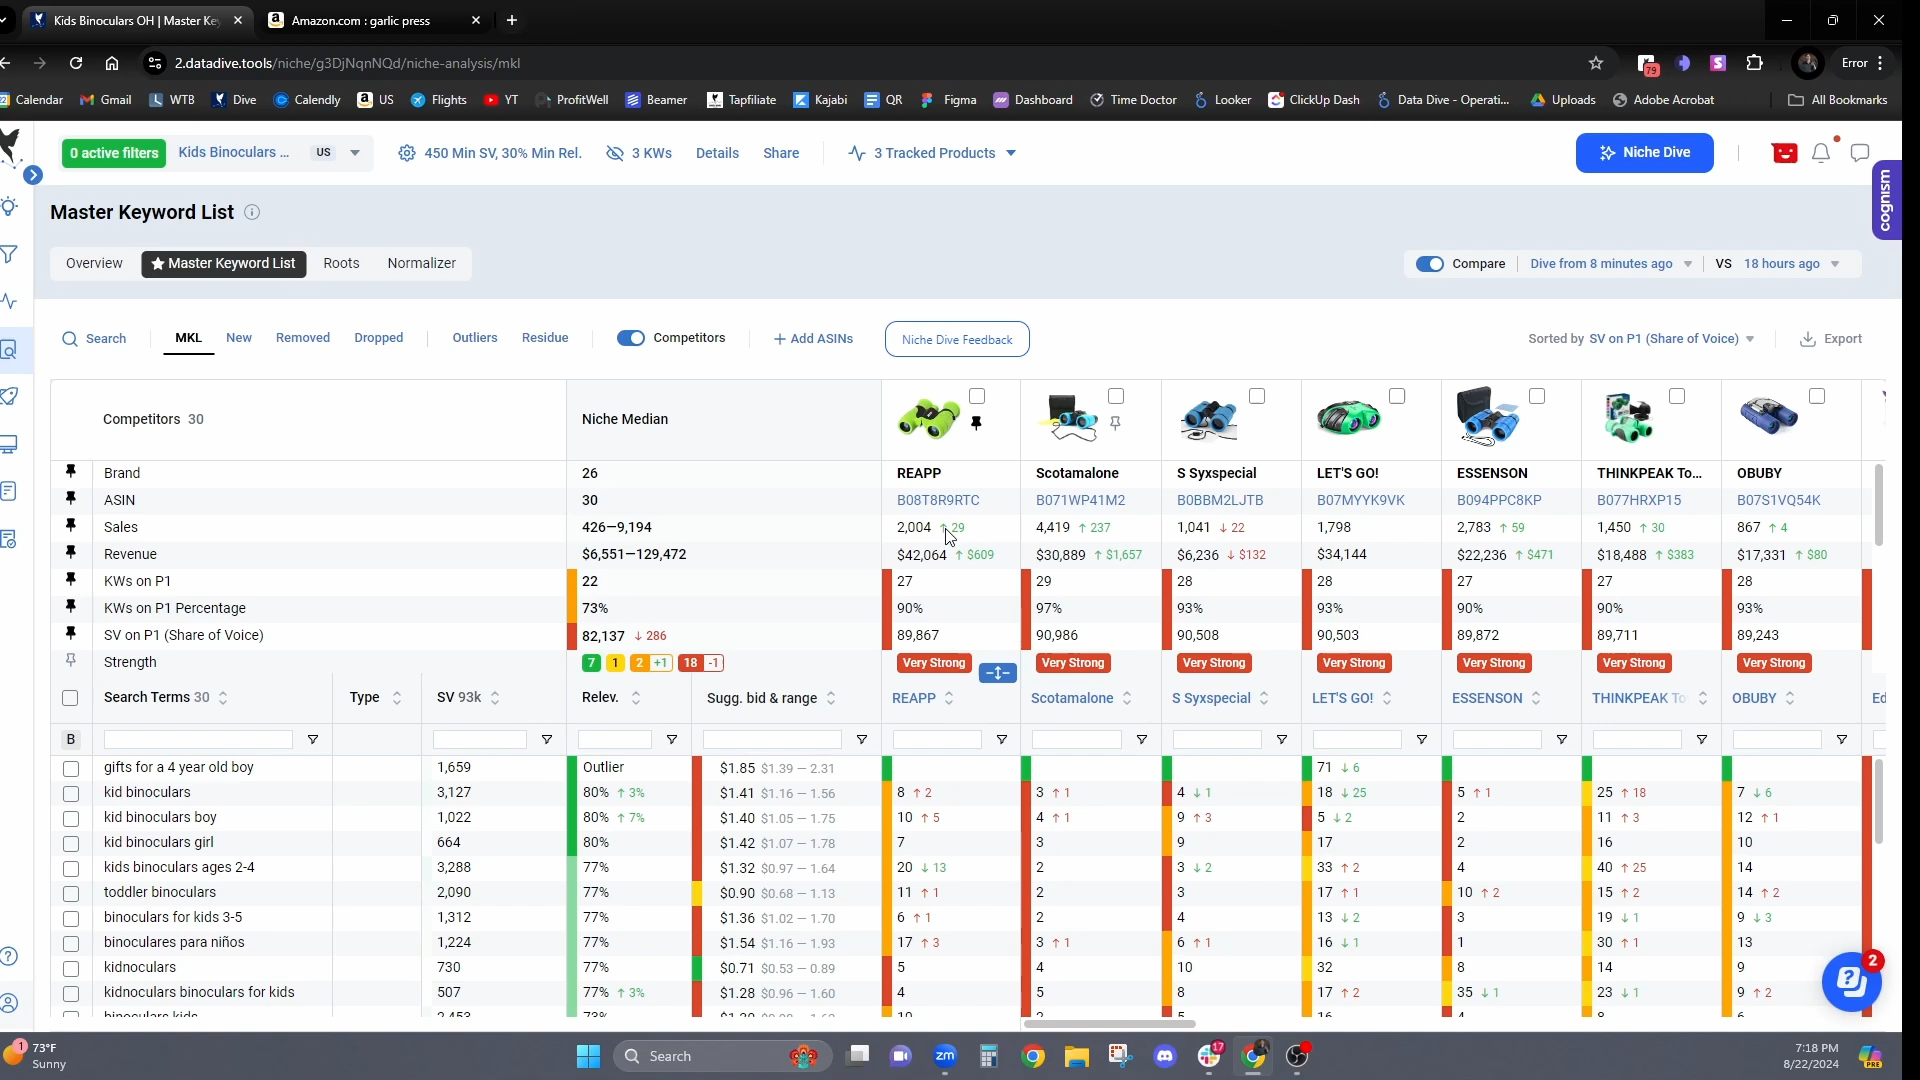 Kids Binoculars OH | Master Ke
Amazon.com : garlic press
2.datadive.tools/niche/g3DjNqnNQd/niche-analysis/mkl
79
Error
Calendar Gmail WTB Dive Calendly US Flights YT ProfitWell Beamer Tapfiliate Kajabi QR Figma Dashboard Time Doctor Looker ClickUp Dash Data Dive - Operati... Uploads Adobe Acrobat All Bookmarks
0 active filters Kids Binoculars ... US 450 Min SV, 30% Min Rel. 3 KWs Details Share 3 Tracked Products Niche Dive
cognism
Master Keyword List
Overview Master Keyword List Roots Normalizer Compare Dive from 8 minutes ago VS 18 hours ago
Search MKL New Removed Dropped Outliers Residue Competitors + Add ASINs Niche Dive Feedback Sorted by SV on P1 (Share of Voice) Export
Competitors 30 Niche Median
Brand 26 REAPP Scotamalone S Syxspecial LET'S GO! ESSENSON THINKPEAK To... OBUBY
ASIN 30 B08T8R9RTC B071WP41M2 B0BBM2LJTB B07MYYK9VK B094PPC8KP B077HRXP15 B07S1VQ54K
Sales 426—9,194 2,004 ↑ 29 4,419 ↑ 237 1,041 ↓ 22 1,798 2,783 ↑ 59 1,450 ↑ 30 867 ↑ 4
Revenue $6,551—129,472 $42,064 ↑ $609 $30,889 ↑ $1,657 $6,236 ↓ $132 $34,144 $22,236 ↑ $471 $18,488 ↑ $383 $17,331 ↑ $80
KWs on P1 22 27 29 28 28 27 27 28
KWs on P1 Percentage 73% 90% 97% 93% 93% 90% 90% 93%
SV on P1 (Share of Voice) 82,137 ↓ 286 89,867 90,986 90,508 90,503 89,872 89,711 89,243
Strength 7 1 2 +1 18 -1 Very Strong Very Strong Very Strong Very Strong Very Strong Very Strong Very Strong
Search Terms 30 Type SV 93k Relev. Sugg. bid & range REAPP Scotamalone S Syxspecial LET'S GO! ESSENSON THINKPEAK To OBUBY Ed
B
gifts for a 4 year old boy 1,659 Outlier $1.85 $1.39 — 2.31 71 ↓ 6
kid binoculars 3,127 80% ↑ 3% $1.41 $1.16 — 1.56 8 ↑ 2 3 ↑ 1 4 ↓ 1 18 ↓ 25 5 ↑ 1 25 ↑ 18 7 ↓ 6
kid binoculars boy 1,022 80% ↑ 7% $1.40 $1.05 — 1.75 10 ↑ 5 4 ↑ 1 9 ↑ 3 5 ↓ 2 2 11 ↑ 3 12 ↑ 1
kid binoculars girl 664 80% $1.42 $1.07 — 1.78 7 3 9 17 2 16 10
kids binoculars ages 2-4 3,288 77% $1.32 $0.97 — 1.64 20 ↓ 13 2 3 ↓ 2 33 ↑ 2 4 40 ↑ 25 14
toddler binoculars 2,090 77% $0.90 $0.68 — 1.13 11 ↑ 1 2 3 17 ↑ 1 10 ↑ 2 15 ↑ 2 14 ↑ 2
binoculars for kids 3-5 1,312 77% $1.36 $1.02 — 1.70 6 ↑ 1 2 4 13 ↓ 2 3 19 ↓ 1 9 ↓ 3
binoculares para niños 1,224 77% $1.54 $1.16 — 1.93 17 ↑ 3 3 ↑ 1 6 ↑ 1 16 ↓ 1 1 30 ↑ 1 13
kidnoculars 730 77% $0.71 $0.53 — 0.89 5 4 10 32 8 14 9
kidnoculars binoculars for kids 507 77% ↑ 3% $1.28 $0.96 — 1.60 4 5 8 17 ↑ 2 35 ↓ 1 23 ↓ 1 9 ↑ 2
binoculars kids
2
1
73°F
Sunny
Search
zm
17
7:18 PM
8/22/2024
PRE